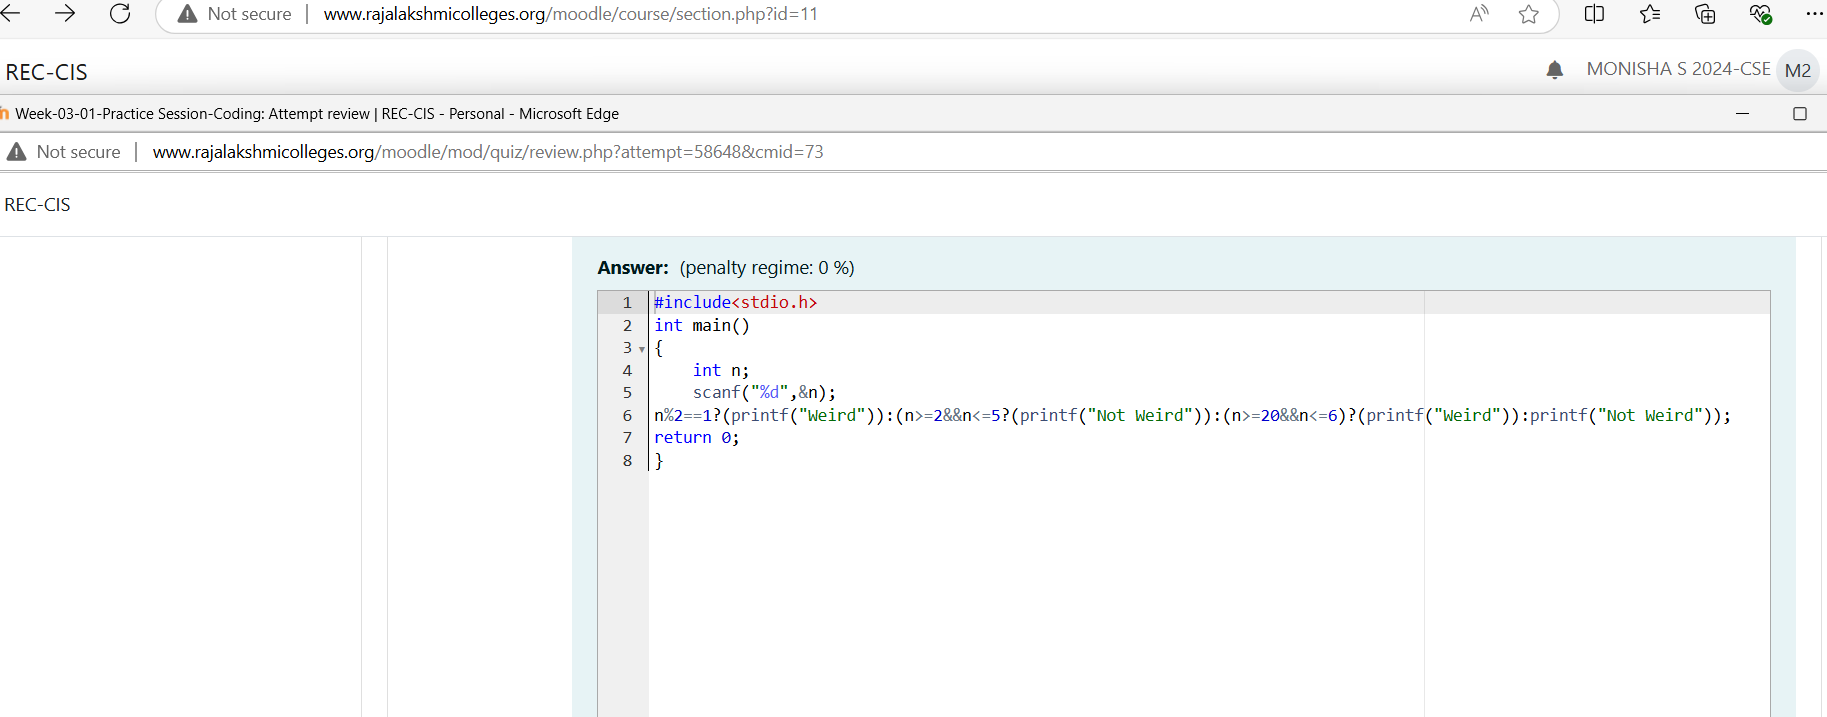 Not secure | www.rajalakshmicolleges.org/moodle/course/section.php?id=11
REC-CIS
MONISHA S 2024-CSE M2
Week-03-01-Practice Session-Coding: Attempt review | REC-CIS - Personal - Microsoft Edge
Not secure | www.rajalakshmicolleges.org/moodle/mod/quiz/review.php?attempt=58648&cmid=73
REC-CIS
Answer: (penalty regime: 0 %)
1 #include<stdio.h>
2 int main()
3 {
4     int n;
5     scanf("%d",&n);
6 n%2==1?(printf("Weird")):(n>=2&&n<=5?(printf("Not Weird")):(n>=20&&n<=6)?(printf("Weird")):printf("Not Weird"));
7 return 0;
8 }